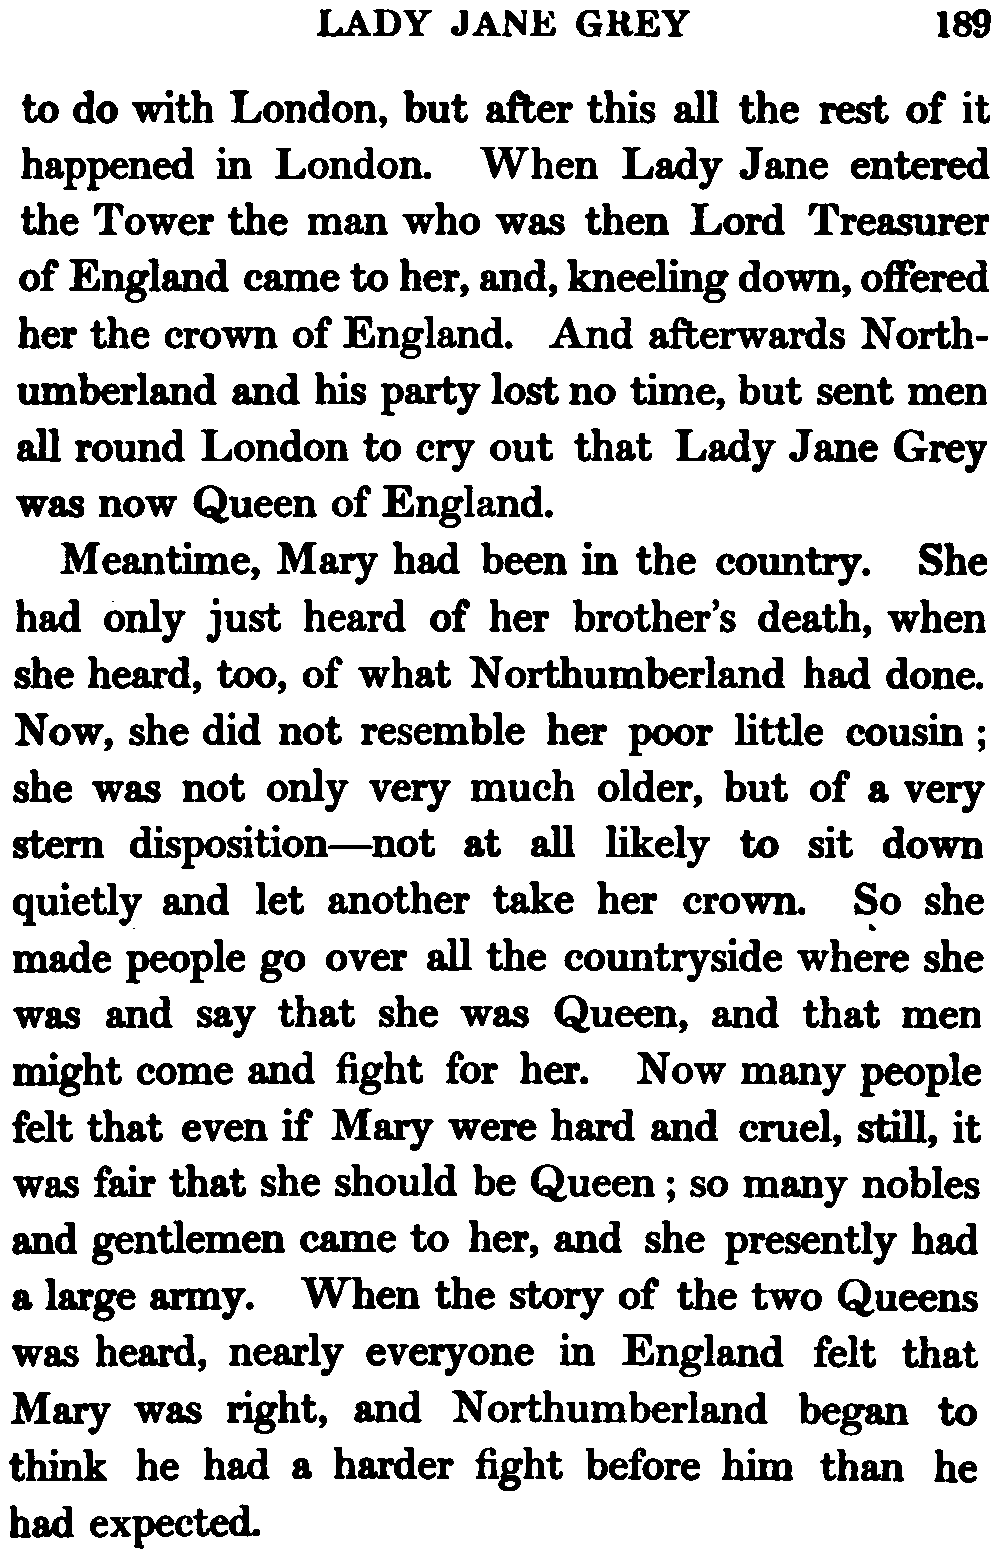 LADY JANE GREY 189
to do with London, but after this all the rest of it
happened in London. When Lady Jane entered
the Tower the man who was then Lord Treasurer
of England came to her, and, kneeling down, offered
her the crown of England. And afterwards North-
umberland and his party lost no time, but sent men
all round London to cry out that Lady Jane Grey
was now Queen of England.
Meantime, Mary had been in the country. She
had only just heard of her brother's death, when
she heard, too, of what Northumberland had done.
Now, she did not resemble her poor little cousin ;
she was not only very much older, but of a very
stern disposition—not at all likely to sit down
quietly and let another take her crown. So she
made people go over all the countryside where she
was and say that she was Queen, and that men
might come and fight for her. Now many people
felt that even if Mary were hard and cruel, still, it
was fair that she should be Queen ; so many nobles
and gentlemen came to her, and she presently had
a large army. When the story of the two Queens
was heard, nearly everyone in England felt that
Mary was right, and Northumberland began to
think he had a harder fight before him than he
had expected.